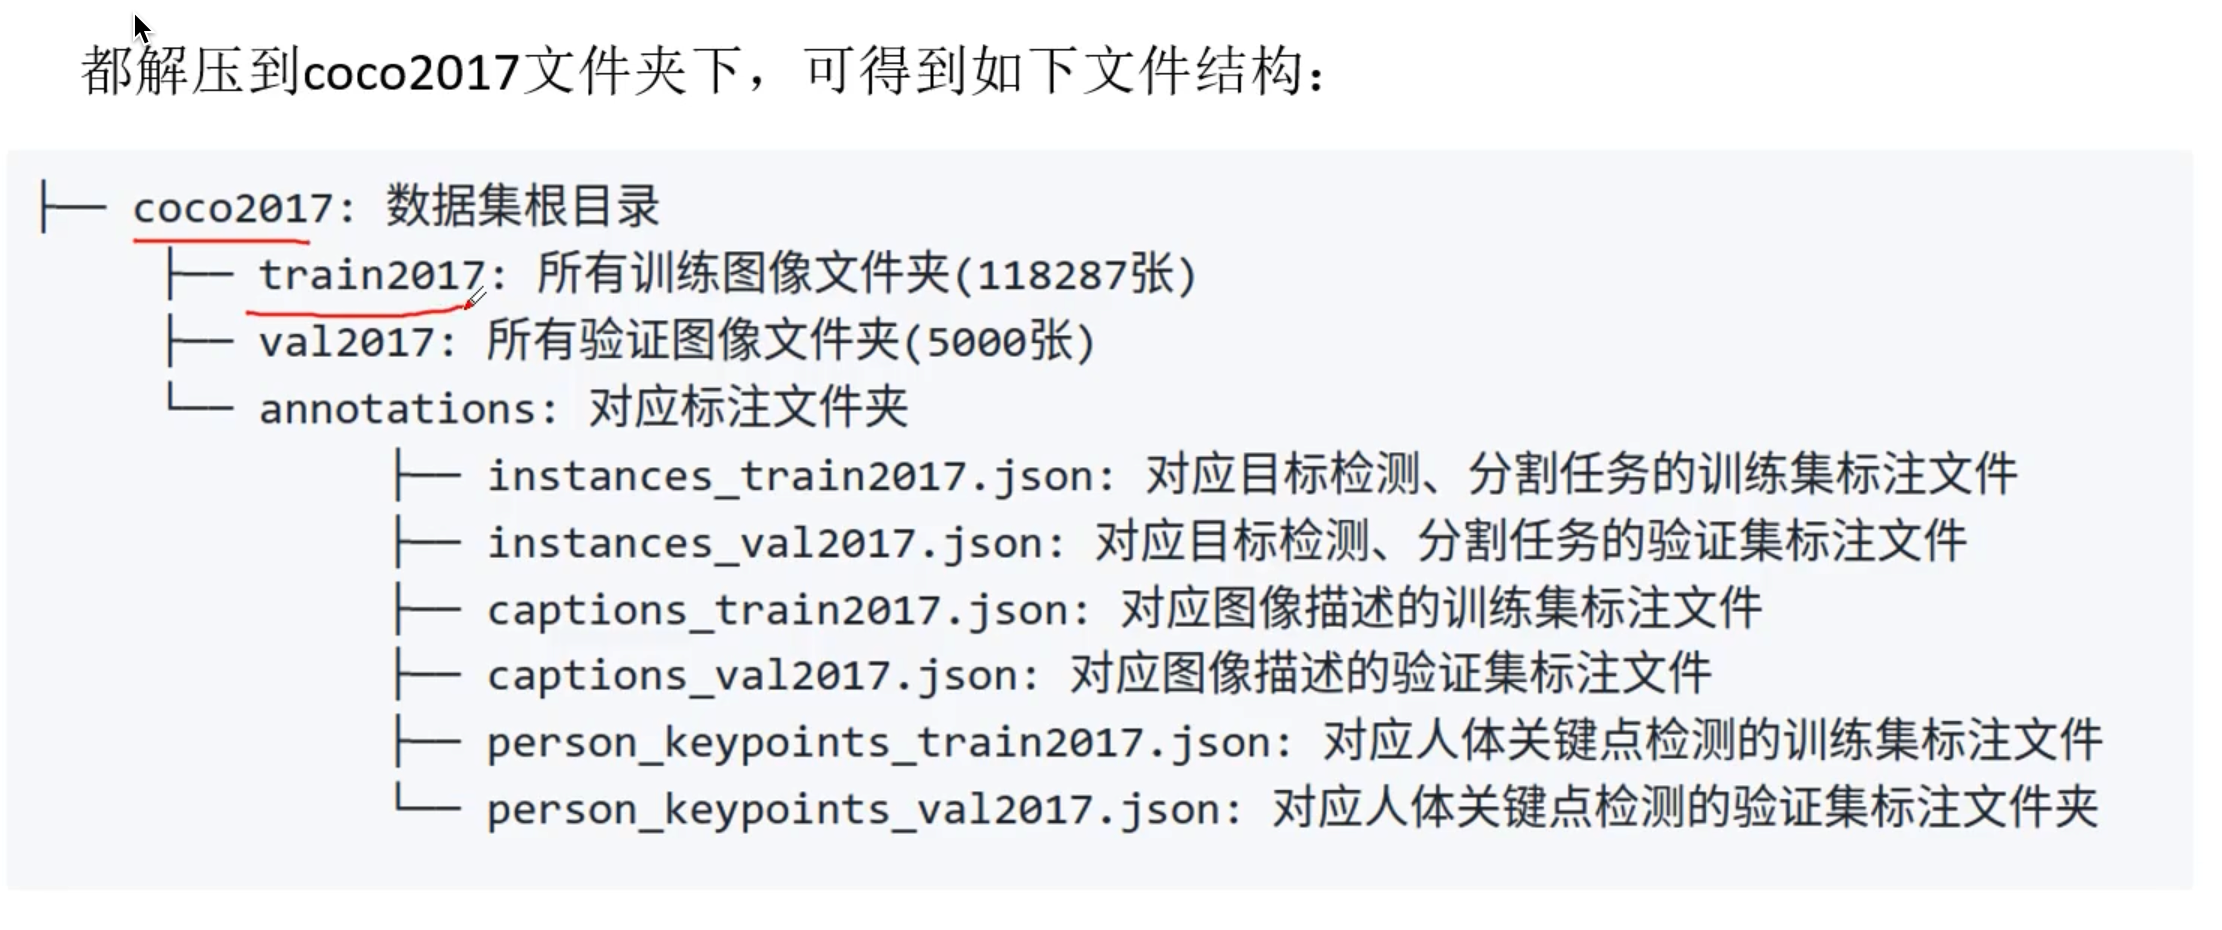 都解压到coco2017文件夹下，可得到如下文件结构：
├── coco2017: 数据集根目录
├── train2017: 所有训练图像文件夹(118287张)
├── val2017: 所有验证图像文件夹(5000张)
└── annotations: 对应标注文件夹
├── instances_train2017.json: 对应目标检测、分割任务的训练集标注文件
├── instances_val2017.json: 对应目标检测、分割任务的验证集标注文件
├── captions_train2017.json: 对应图像描述的训练集标注文件
├── captions_val2017.json: 对应图像描述的验证集标注文件
├── person_keypoints_train2017.json: 对应人体关键点检测的训练集标注文件
└── person_keypoints_val2017.json: 对应人体关键点检测的验证集标注文件夹